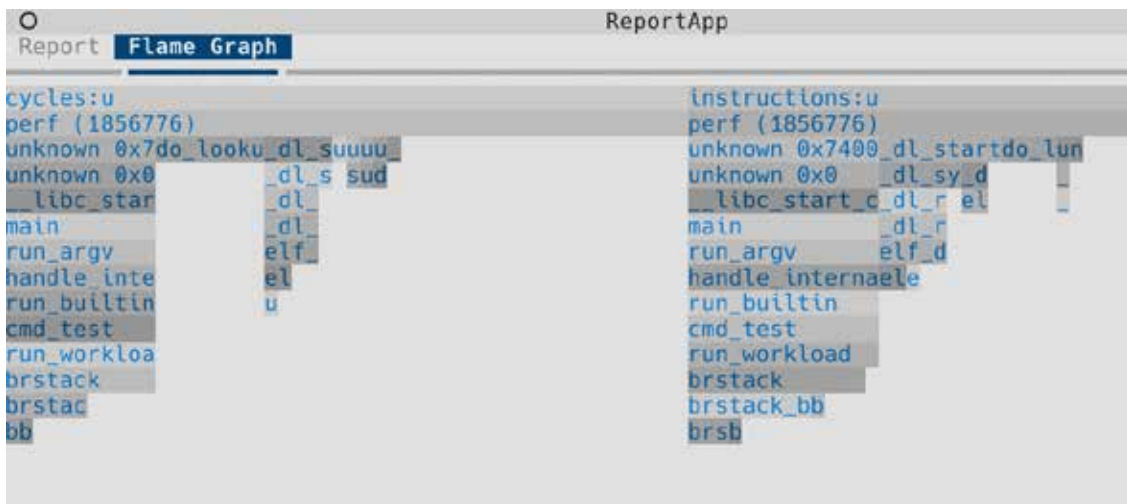 ReportApp
Report Flame Graph
cycles:u instructions:u
perf (1856776) perf (1856776)
unknown 0x7do_looku_dl_suuuu_ unknown 0x7400_dl_startdo_lun
unknown 0x0 _dl_s sud unknown 0x0 _dl_sy_d _
__libc_star _dl_ __libc_start_c_dl_r el _
main _dl_ main _dl_r
run_argv elf_ run_argv elf_d
handle_inte el handle_internaele
run_builtin u run_builtin
cmd_test cmd_test
run_workloa run_workload
brstack brstack
brstac brstack_bb
bb brsb